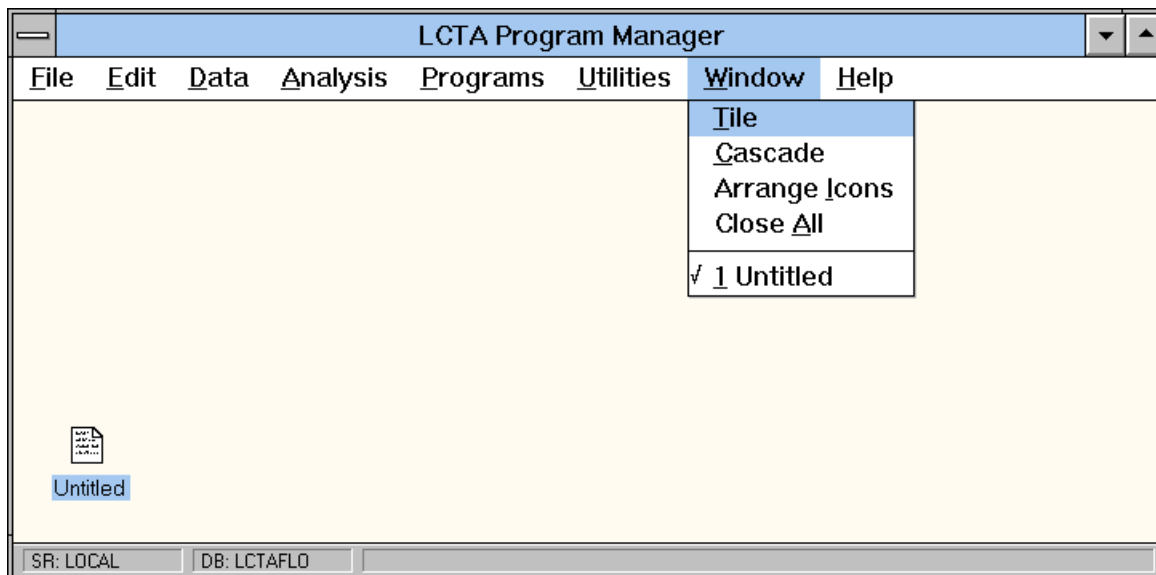 LCTA Program Manager
File Edit Data Analysis Programs Utilities Window Help
Tile
Cascade
Arrange Icons
Close All
√ 1 Untitled
Untitled
SR: LOCAL DB: LCTAFLO